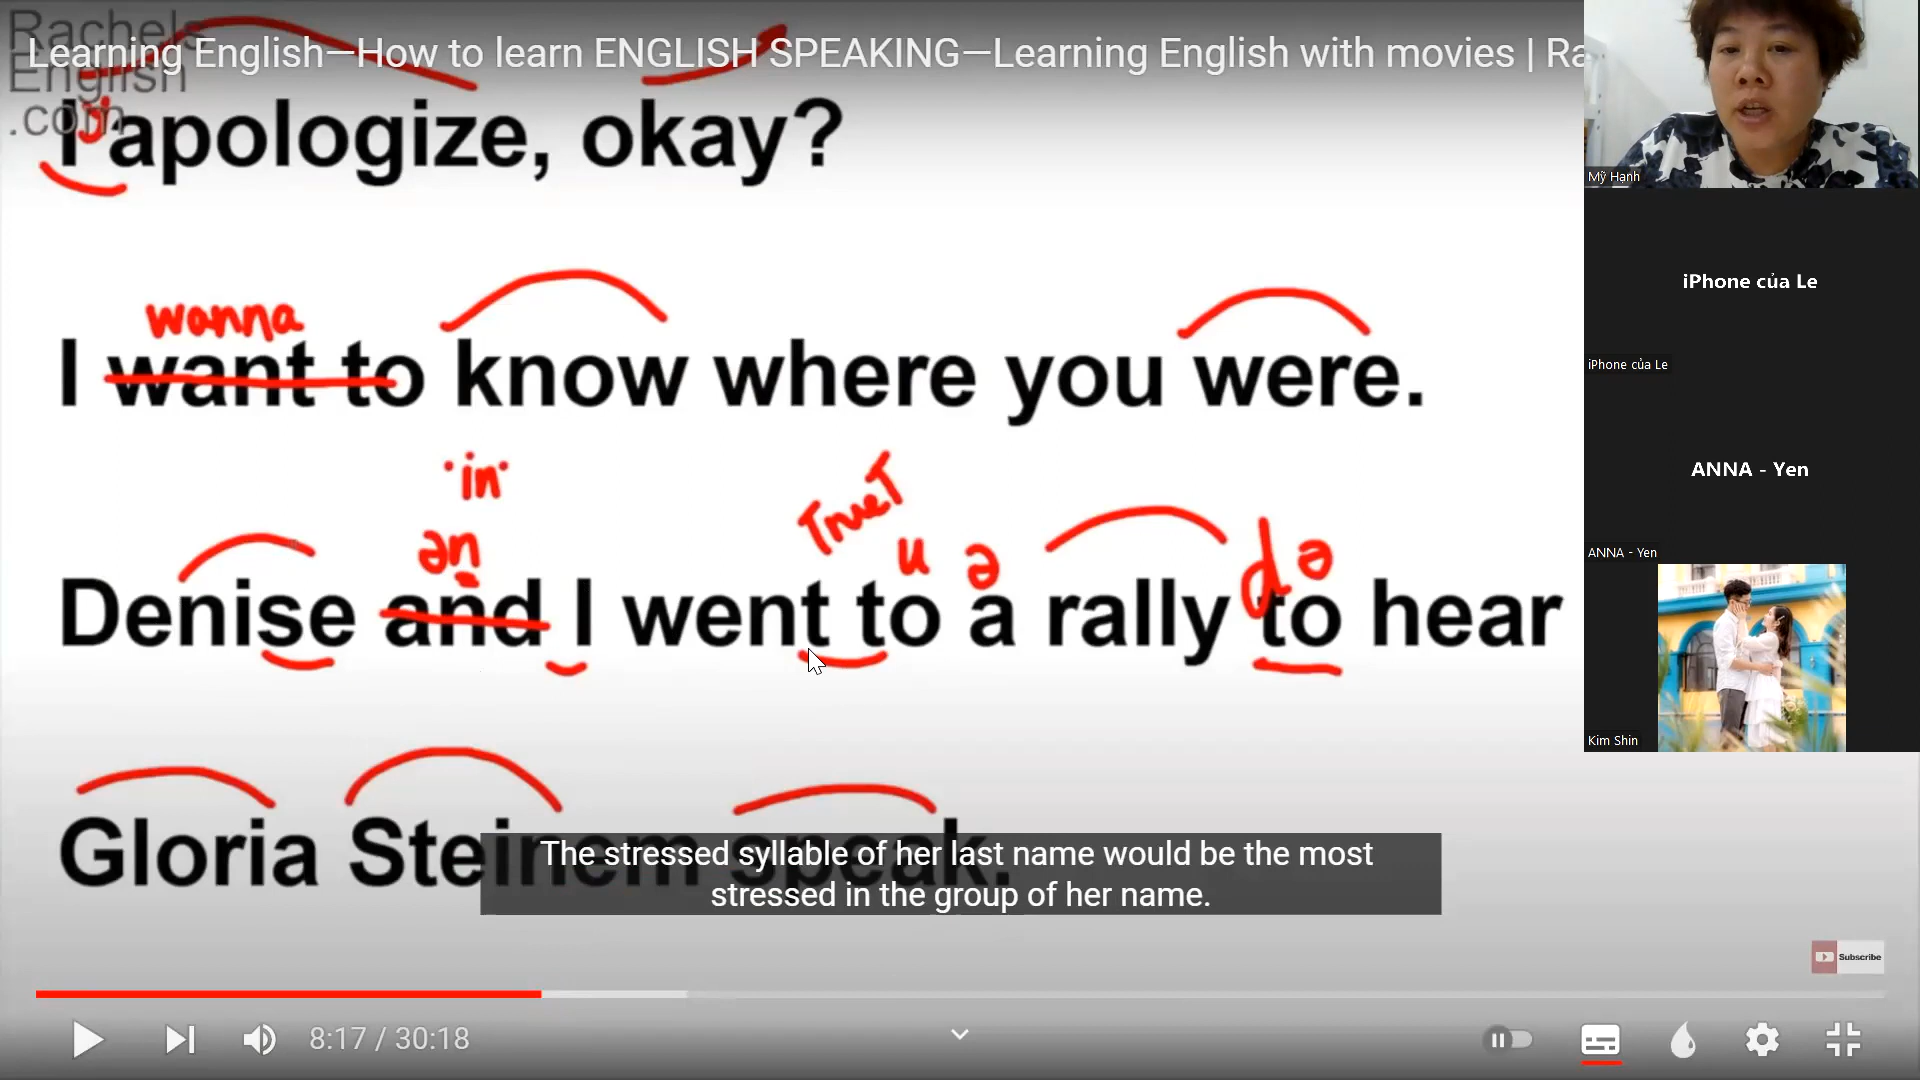 Rachel's
English
.com
Learning English—How to learn ENGLISH SPEAKING—Learning English with movies | Ra
I apologize, okay?
wanna
I want to know where you were.
in
ən
True T
u
ə
d ə
Denise and I went to a rally to hear
Gloria Steinem speak.
The stressed syllable of her last name would be the most
stressed in the group of her name.
Subscribe
8:17 / 30:18
Mỹ Hạnh
iPhone của Le
iPhone của Le
ANNA - Yen
ANNA - Yen
Kim Shin